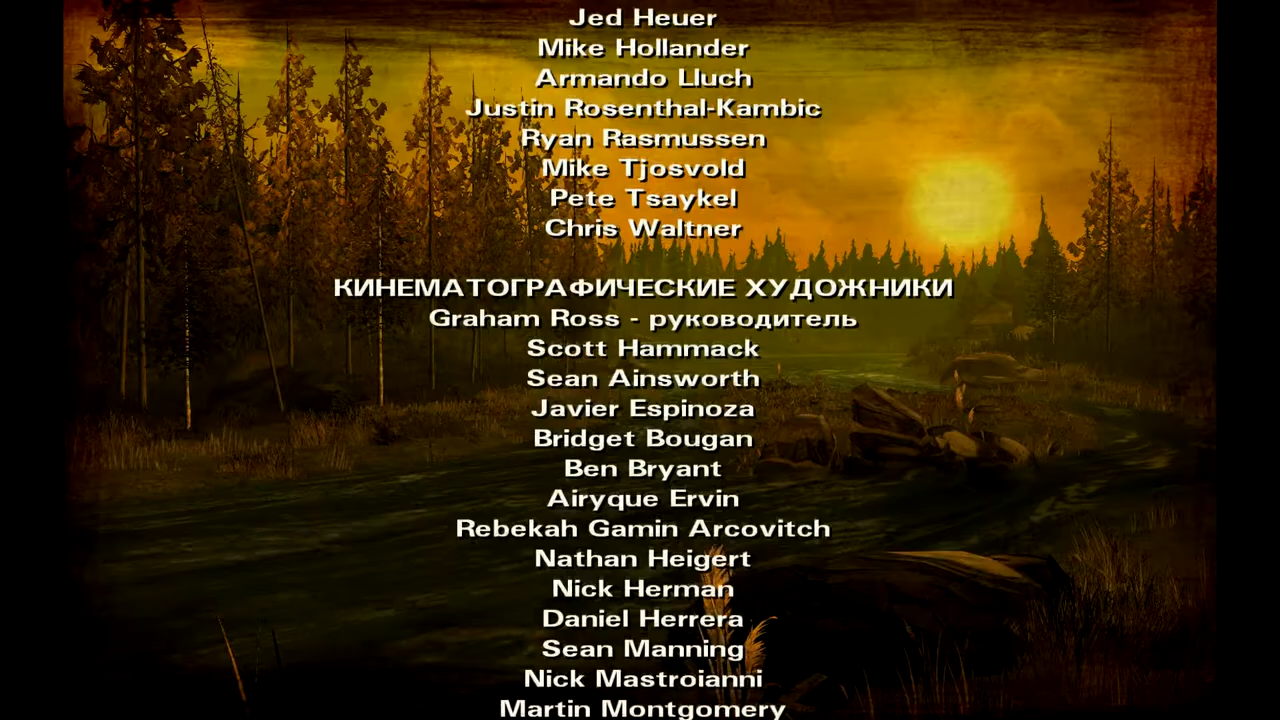 Jed Heuer
Mike Hollander
Armando Lluch
Justin Rosenthal-Kambic
Ryan Rasmussen
Mike Tjosvold
Pete Tsaykel
Chris Waltner
КИНЕМАТОГРАФИЧЕСКИЕ ХУДОЖНИКИ
Graham Ross - руководитель
Scott Hammack
Sean Ainsworth
Javier Espinoza
Bridget Bougan
Ben Bryant
Airyque Ervin
Rebekah Gamin Arcovitch
Nathan Heigert
Nick Herman
Daniel Herrera
Sean Manning
Nick Mastroianni
Martin Montgomery